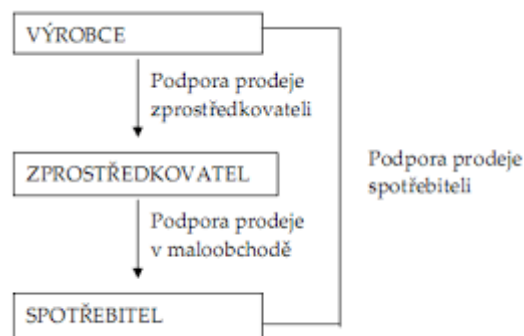 VÝROBCE
Podpora prodeje
zprostředkovateli
ZPROSTŘEDKOVATEL
Podpora prodeje
spotřebiteli
Podpora prodeje
v maloobchodě
SPOTŘEBITEL